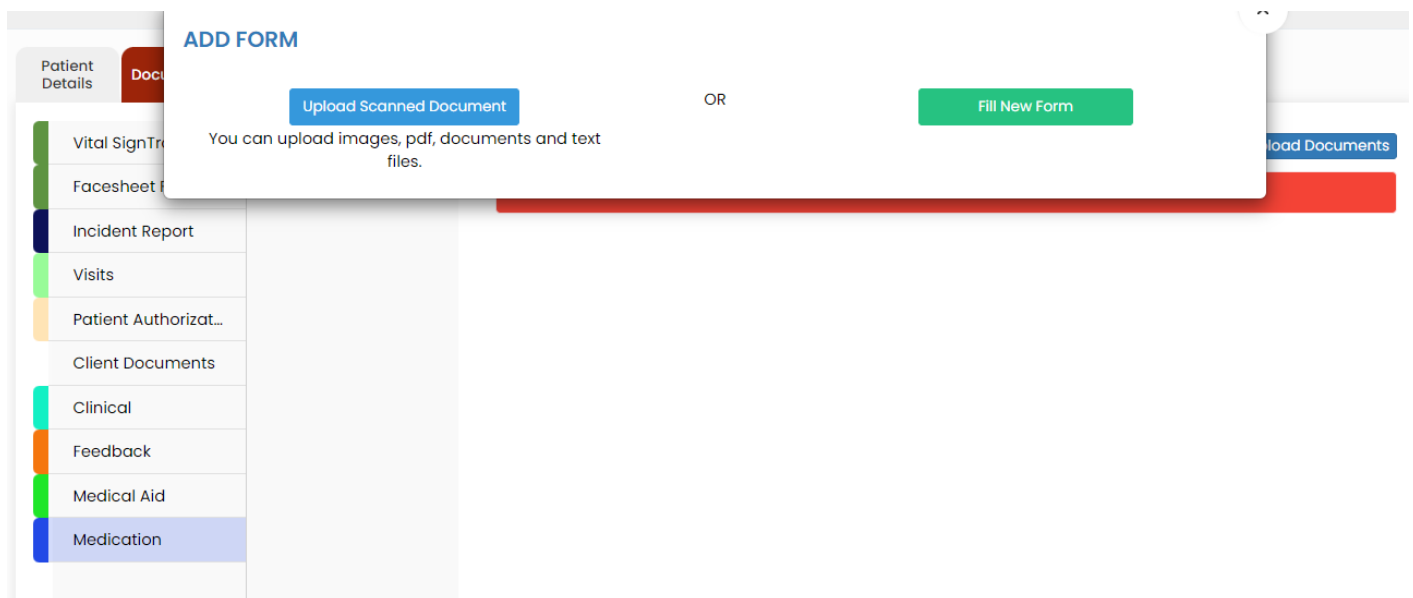 ADD FORM
Patient
Details
Docu
Upload Scanned Document
OR
Fill New Form
You can upload images, pdf, documents and text
files.
load Documents
Vital SignTr
Facesheet
Incident Report
Visits
Patient Authorizat...
Client Documents
Clinical
Feedback
Medical Aid
Medication